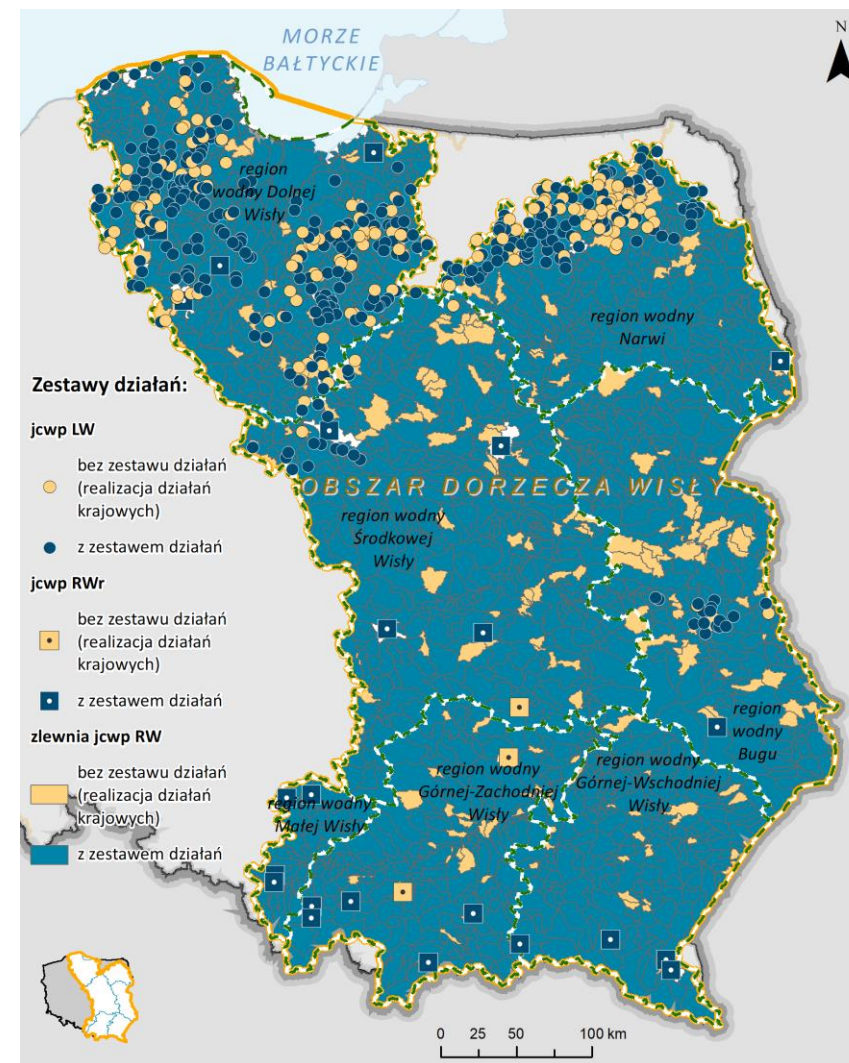 MORZE
BAŁTYCKIE
N
region
wodny Dolnej
Wisły
region wodny
Narwi
OBSZAR DORZECZA WISŁY
region wodny
Środkowej
Wisły
region
wodny
Bugu
region wodny
Górnej-Zachodniej
Wisły
region wodny
Górnej-Wschodniej
Wisły
region wodny
Małej Wisły
Zestawy działań:
jcwp LW
bez zestawu działań
(realizacja działań
krajowych)
z zestawem działań
jcwp RWr
bez zestawu działań
(realizacja działań
krajowych)
z zestawem działań
zlewnia jcwp RW
bez zestawu działań
(realizacja działań
krajowych)
z zestawem działań
0 25 50 100 km